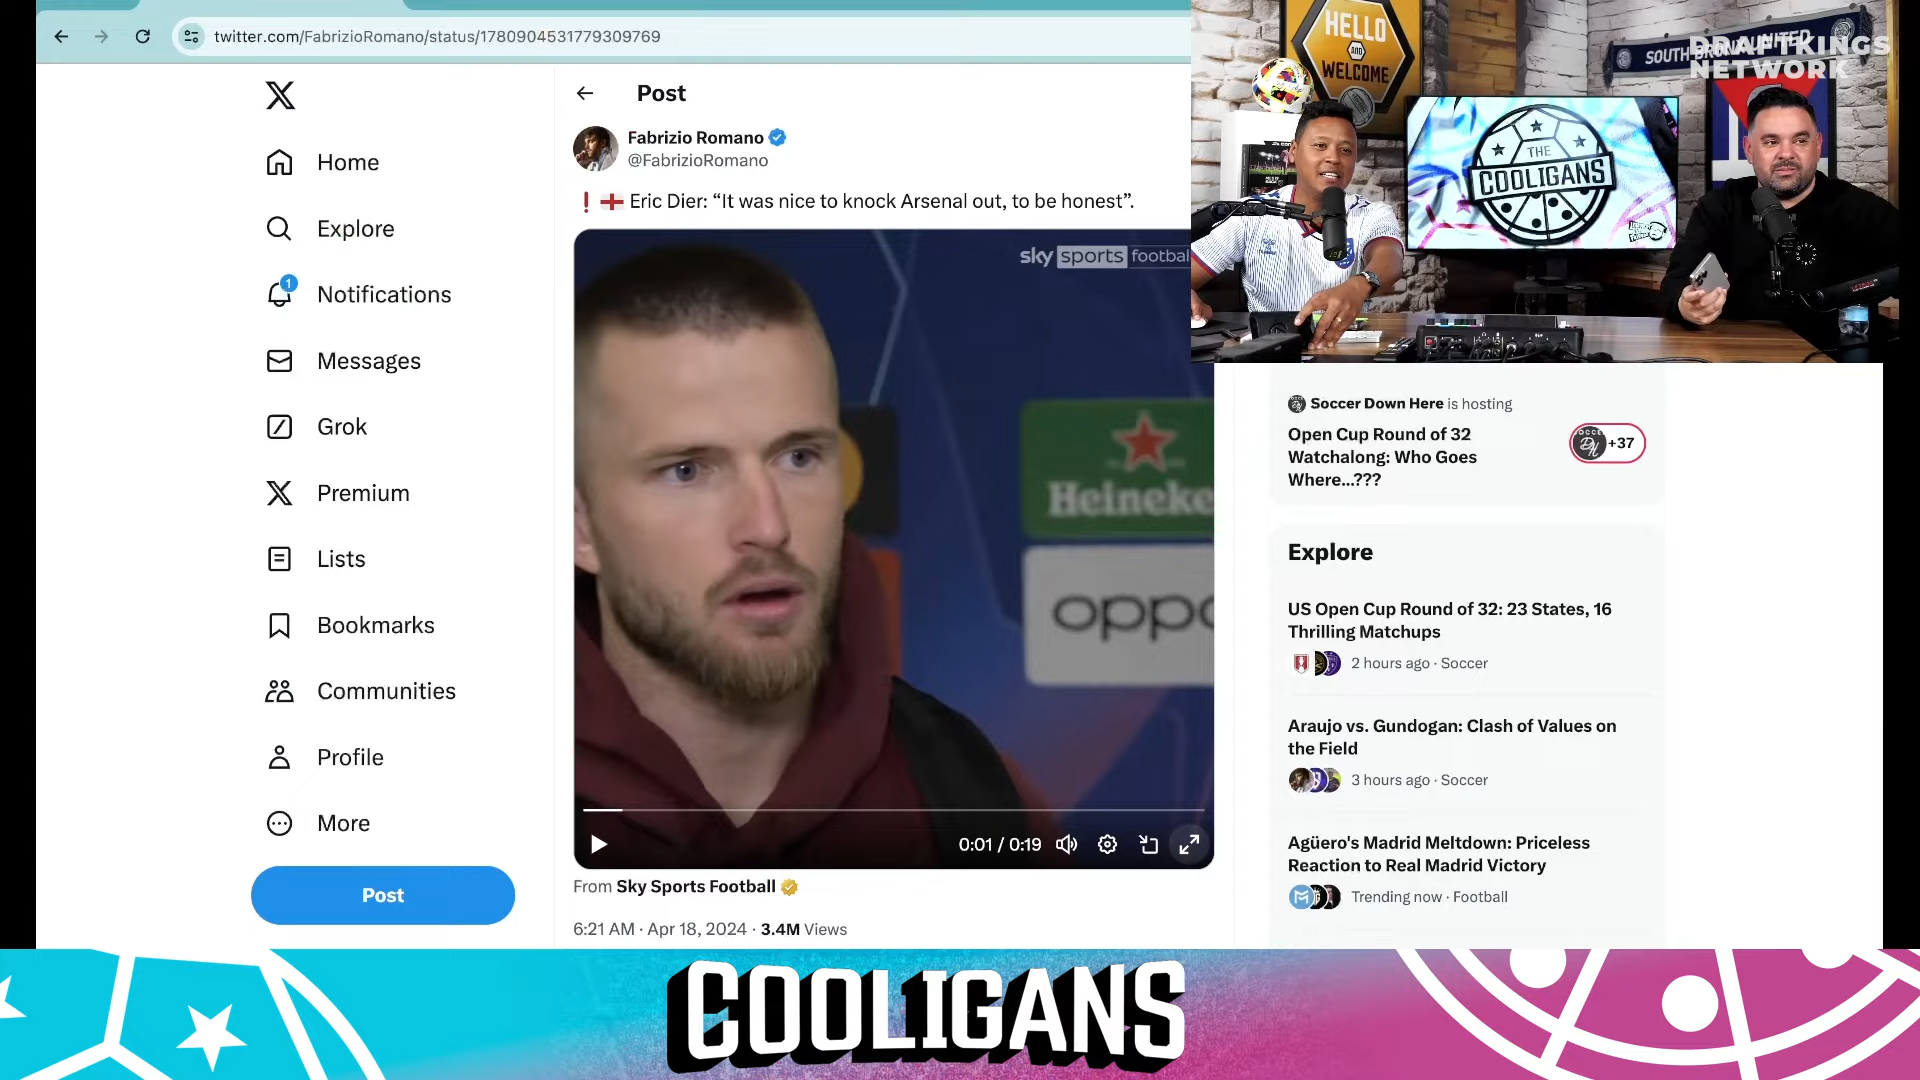 twitter.com/FabrizioRomano/status/1780904531779309769
Home
Explore
1
Notifications
Messages
Grok
Premium
Lists
Bookmarks
Communities
Profile
More
Post
Post
Fabrizio Romano
@FabrizioRomano
❗🏴󠁧󠁢󠁥󠁮󠁧󠁿 Eric Dier: “It was nice to knock Arsenal out, to be honest”.
sky sports football
Heineke
oppo
0:01 / 0:19
From Sky Sports Football
6:21 AM · Apr 18, 2024 · 3.4M Views
HELLO
AND
WELCOME
SOUTH BRONX UNITED
DRAFTKINGS
NETWORK
THE
COOLIGANS
Soccer Down Here is hosting
Open Cup Round of 32
Watchalong: Who Goes
Where...???
+37
Explore
US Open Cup Round of 32: 23 States, 16
Thrilling Matchups
2 hours ago · Soccer
Araujo vs. Gundogan: Clash of Values on
the Field
3 hours ago · Soccer
Agüero's Madrid Meltdown: Priceless
Reaction to Real Madrid Victory
Trending now · Football
COOLIGANS